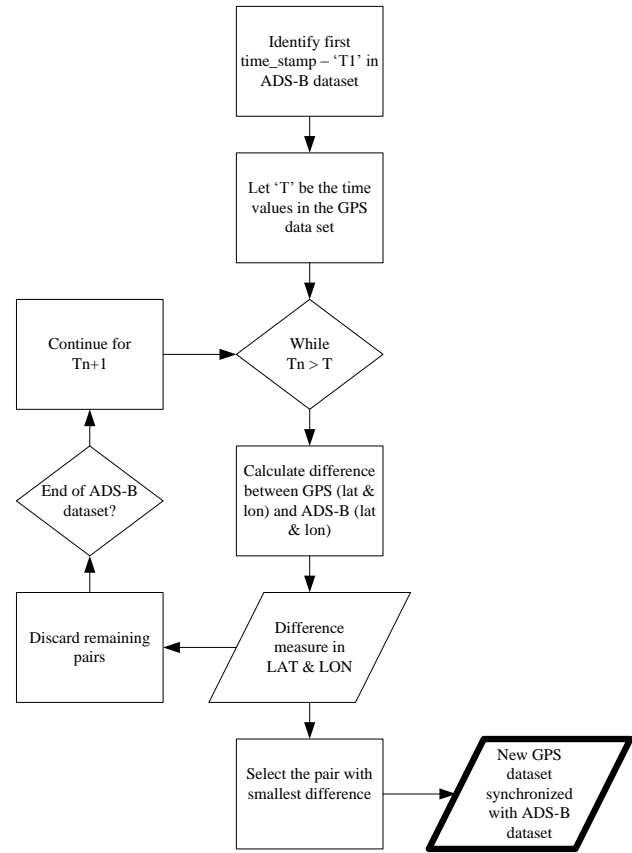 Identify first
time_stamp – ‘T1’ in
ADS-B dataset
Let ‘T’ be the time
values in the GPS
data set
While
Tn > T
Continue for
Tn+1
Calculate difference
between GPS (lat &
lon) and ADS-B (lat
& lon)
End of ADS-B
dataset?
Difference
measure in
LAT & LON
Discard remaining
pairs
Select the pair with
smallest difference
New GPS
dataset
synchronized
with ADS-B
dataset